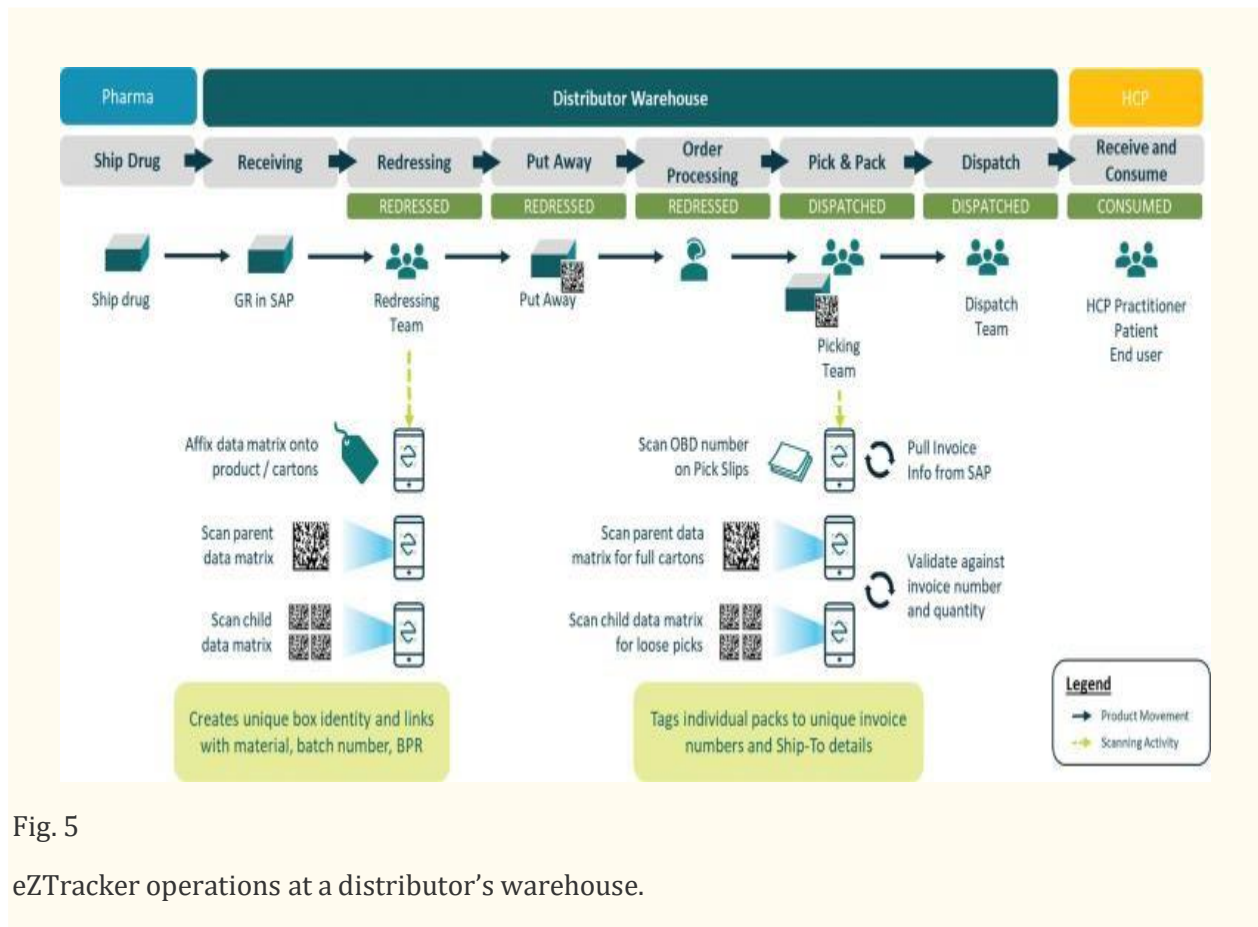 Pharma
Distributor Warehouse
HCP
Ship Drug
Receiving
Redressing
Put Away
Order
Processing
Pick & Pack
Dispatch
Receive and
Consume
REDRESSED
REDRESSED
REDRESSED
DISPATCHED
DISPATCHED
CONSUMED
Ship drug
GR in SAP
Redressing
Team
Put Away
Picking
Team
Dispatch
Team
HCP Practitioner
Patient
End user
Affix data matrix onto
product / cartons
Scan parent
data matrix
Scan child
data matrix
Creates unique box identity and links
with material, batch number, BPR
Scan OBD number
on Pick Slips
Pull Invoice
Info from SAP
Scan parent data
matrix for full cartons
Validate against
invoice number
and quantity
Scan child data matrix
for loose picks
Tags individual packs to unique invoice
numbers and Ship-To details
Legend
Product Movement
Scanning Activity
Fig. 5
eZTracker operations at a distributor’s warehouse.